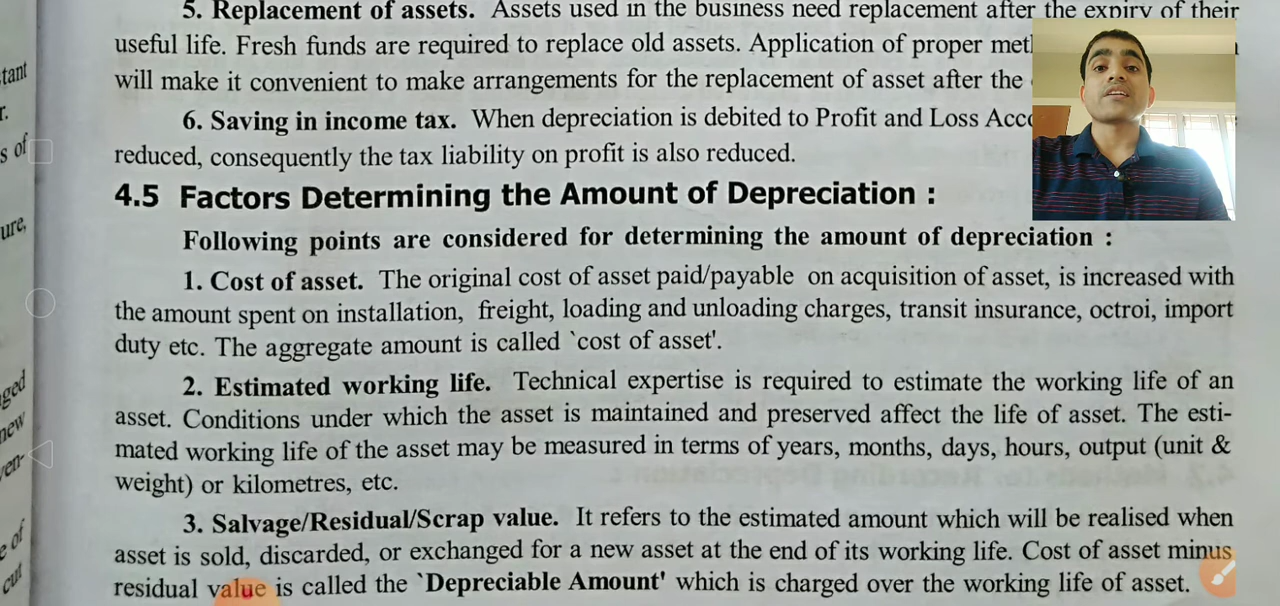 5. Replacement of assets. Assets used in the business need replacement after the expiry of their
useful life. Fresh funds are required to replace old assets. Application of proper
will make it convenient to make arrangements for the replacement of asset after the
6. Saving in income tax. When depreciation is debited to Profit and Loss
reduced, consequently the tax liability on profit is also reduced.
4.5 Factors Determining the Amount of Depreciation :
Following points are considered for determining the amount of depreciation :
1. Cost of asset. The original cost of asset paid/payable on acquisition of asset, is increased with
the amount spent on installation, freight, loading and unloading charges, transit insurance, octroi, import
duty etc. The aggregate amount is called `cost of asset'.
2. Estimated working life. Technical expertise is required to estimate the working life of an
asset. Conditions under which the asset is maintained and preserved affect the life of asset. The esti-
mated working life of the asset may be measured in terms of years, months, days, hours, output (unit &
weight) or kilometres, etc.
3. Salvage/Residual/Scrap value. It refers to the estimated amount which will be realised when
asset is sold, discarded, or exchanged for a new asset at the end of its working life. Cost of asset minus
residual value is called the `Depreciable Amount' which is charged over the working life of asset.